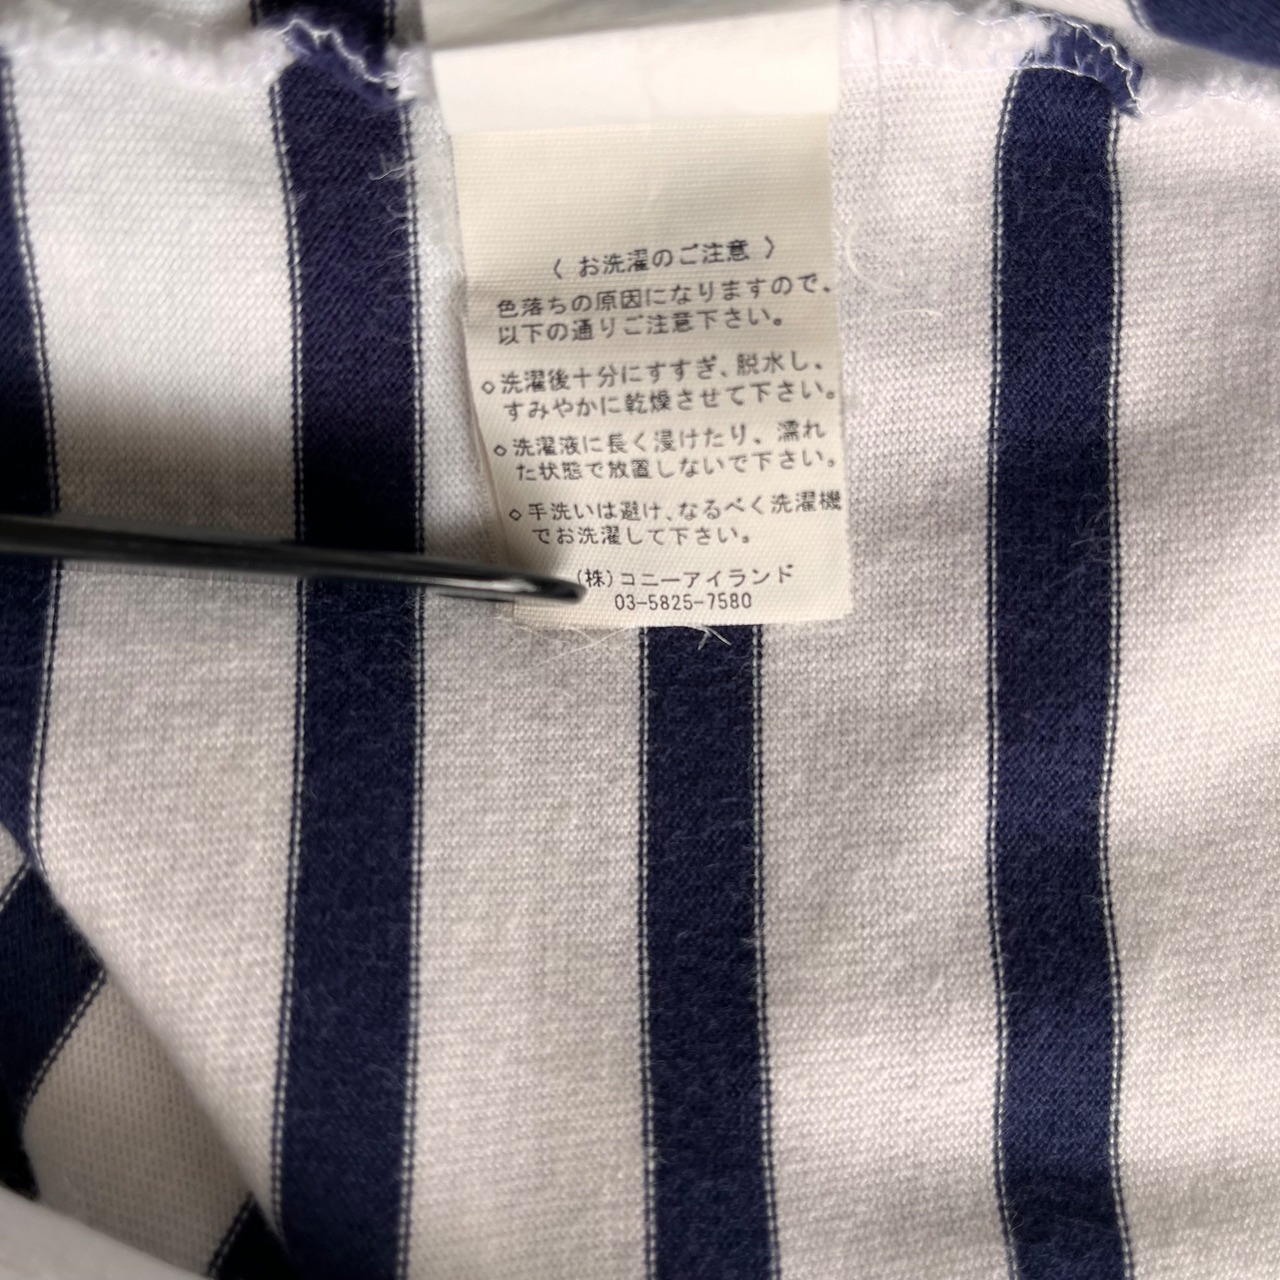 〈 お洗濯のご注意 〉
色落ちの原因になりますので、
以下の通りご注意下さい。
◇洗濯後十分にすすぎ、脱水し、
すみやかに乾燥させて下さい。
◇洗濯液に長く浸けたり、濡れ
た状態で放置しないで下さい。
◇手洗いは避け、なるべく洗濯機
でお洗濯して下さい。
(株)コニーアイランド
03-5825-7580